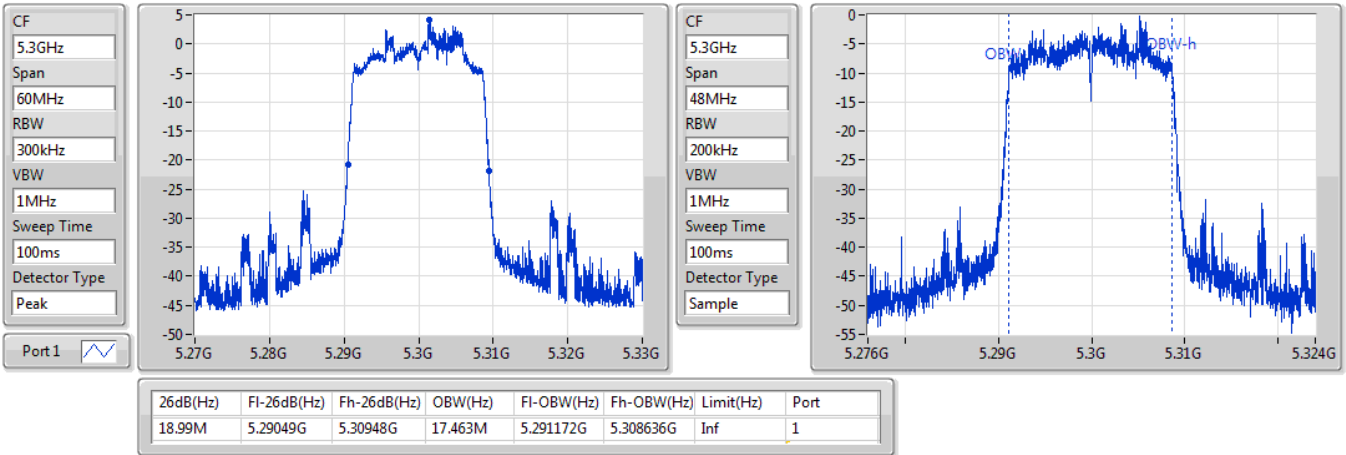 CF
5.3GHz
Span
60MHz
RBW
300kHz
VBW
1MHz
Sweep Time
100ms
Detector Type
Peak
Port 1
5
0
-5
-10
-15
-20
-25
-30
-35
-40
-45
-50
5.27G 5.28G 5.29G 5.3G 5.31G 5.32G 5.33G
CF
5.3GHz
Span
48MHz
RBW
200kHz
VBW
1MHz
Sweep Time
100ms
Detector Type
Sample
0
-5
-10
-15
-20
-25
-30
-35
-40
-45
-50
-55
OBW-h
5.276G 5.29G 5.3G 5.31G 5.324G
26dB(Hz) Fl-26dB(Hz) Fh-26dB(Hz) OBW(Hz) Fl-OBW(Hz) Fh-OBW(Hz) Limit(Hz) Port
18.99M 5.29049G 5.30948G 17.463M 5.291172G 5.308636G Inf 1